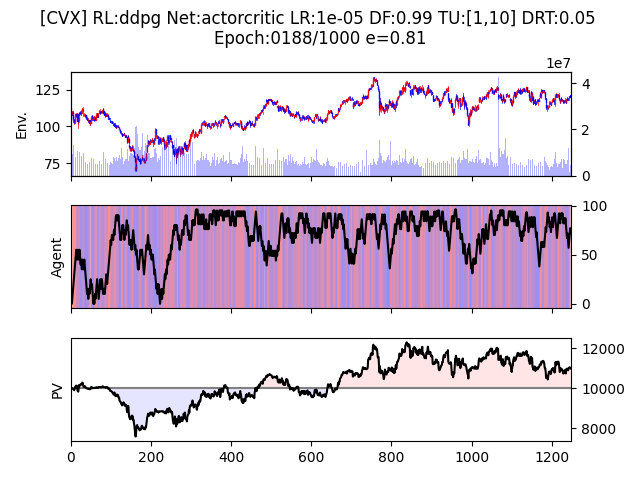 [CVX] RL:ddpg Net:actorcritic LR:1e-05 DF:0.99 TU:[1,10] DRT:0.05
Epoch:0188/1000 e=0.81
1e7
125
100
75
Env.
4
2
0
Agent
100
50
0
PV
12000
10000
8000
0 200 400 600 800 1000 1200